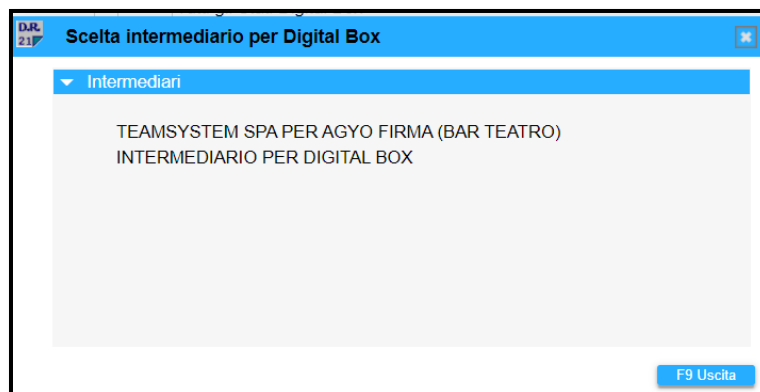 D.R.
21
Scelta intermediario per Digital Box
Intermediari
TEAMSYSTEM SPA PER AGYO FIRMA (BAR TEATRO)
INTERMEDIARIO PER DIGITAL BOX
F9 Uscita